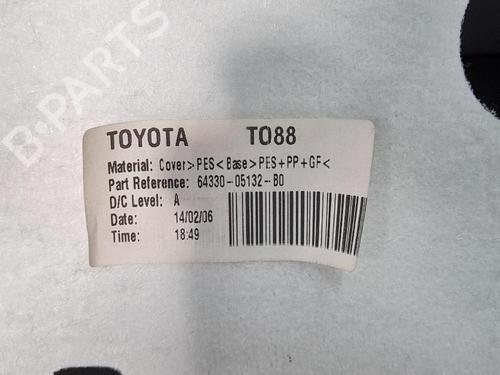 B-PARTS
TOYOTA TO88
Material: Cover>PES<Base>PES+PP+GF<
Part Reference: 64330-05132-B0
D/C Level: A
Date: 14/02/06
Time: 18:49